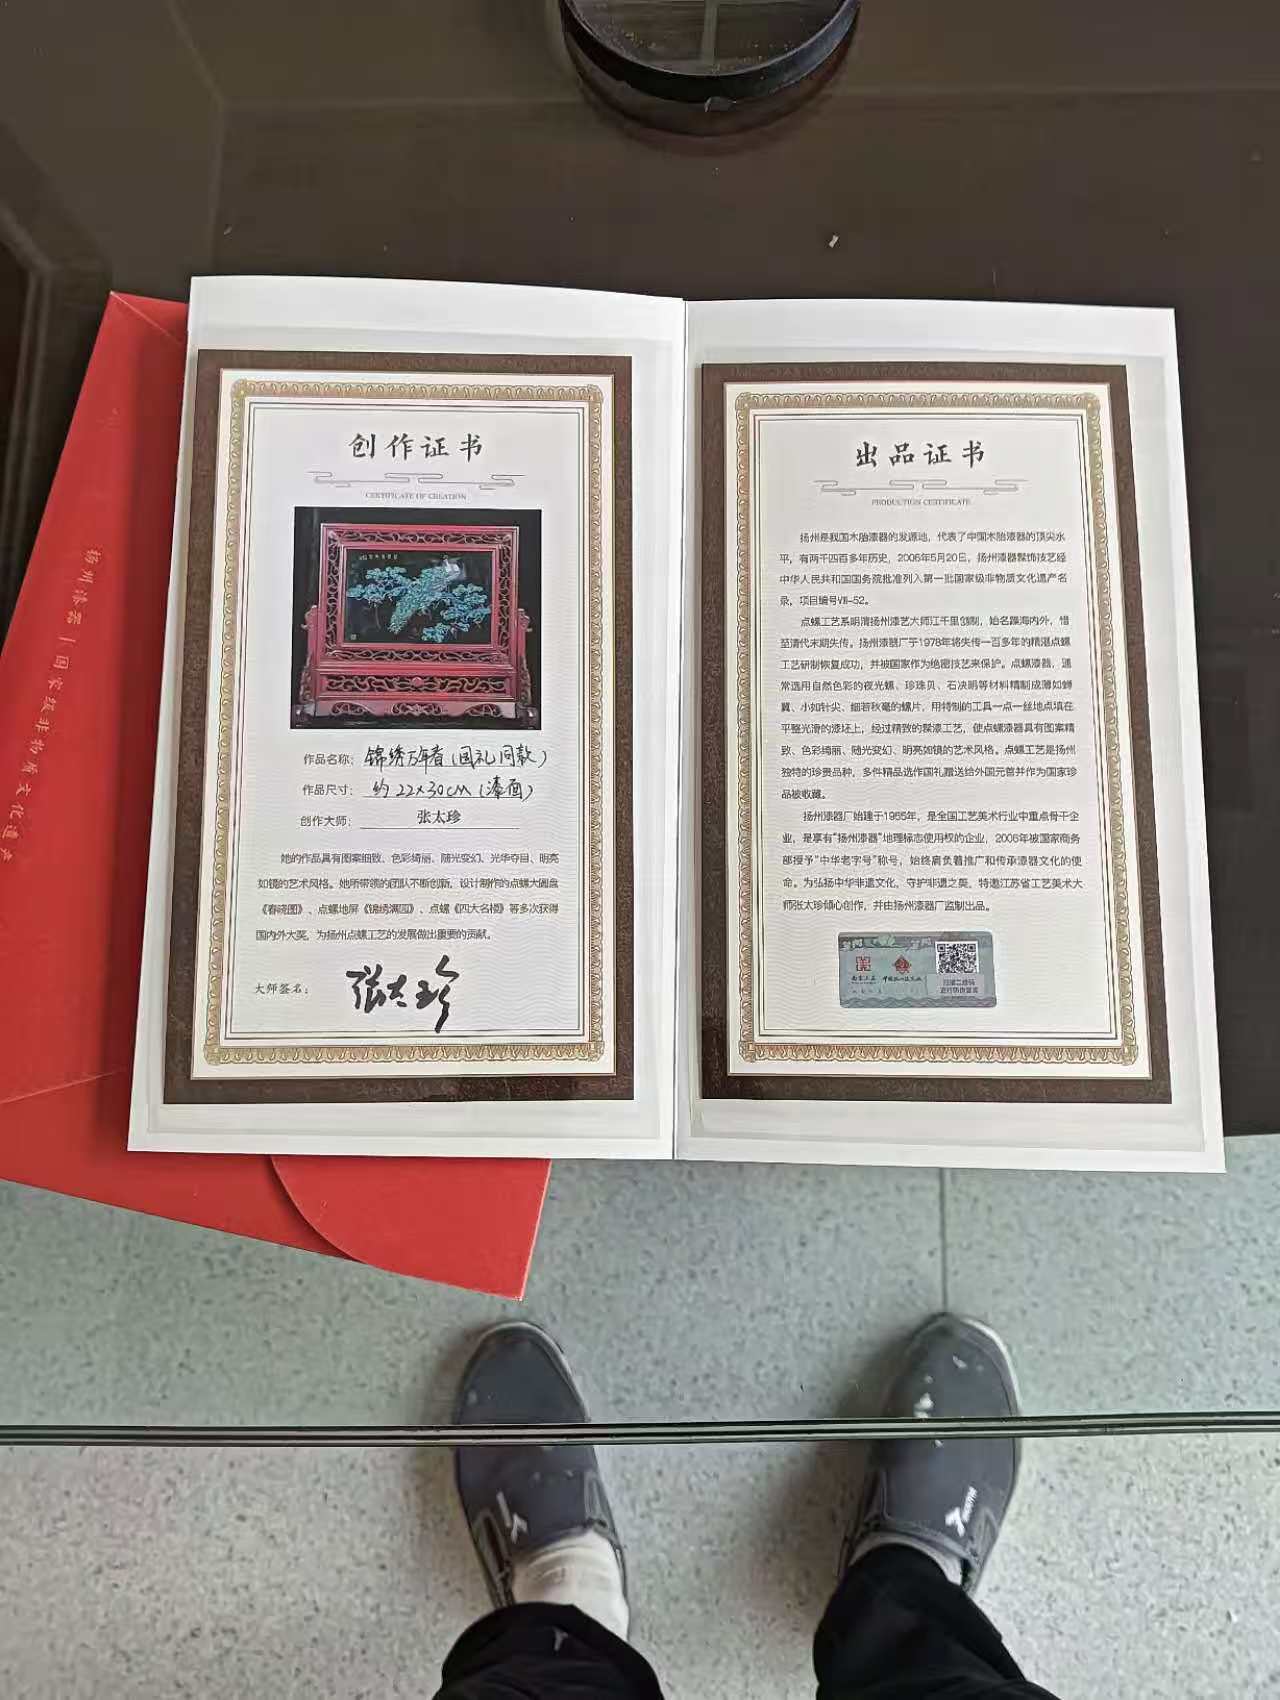 扬州漆器｜国家级非物质文化遗产
创作证书
CERTIFICATE OF CREATION
作品名称：锦绣万年春（国礼同款）
作品尺寸：约22×30cm（漆画）
创作大师：张太珍
她的作品具有图案细致、色彩绮丽、随光变幻、光华夺目、明亮
如镜的艺术风格。她所带领的团队不断创新，设计制作的点螺大圆盘
《春晓图》、点螺地屏《锦绣满园》、点螺《四大名楼》等多次获得
国内外大奖，为扬州点螺工艺的发展做出重要的贡献。
大师签名：张太珍
出品证书
PRODUCTION CERTIFICATE
扬州是我国木胎漆器的发源地，代表了中国木胎漆器的顶尖水
平，有两千四百多年历史，2006年5月20日，扬州漆器髹饰技艺经
中华人民共和国国务院批准列入第一批国家级非物质文化遗产名
录，项目编号Ⅷ-52。
点螺工艺系明清扬州漆艺大师江千里创制，始名躁海内外，惜
至清代末期失传。扬州漆器厂于1978年将失传一百多年的精湛点螺
工艺研制恢复成功，并被国家作为绝密技艺来保护。点螺漆器，通
常选用自然色彩的夜光螺、珍珠贝、石决明等材料精制成薄如蝉
翼、小如针尖、细若秋毫的螺片，用特制的工具一点一丝地点填在
平整光滑的漆坯上，经过精致的髹漆工艺，使点螺漆器具有图案精
致、色彩绮丽、随光变幻、明亮如镜的艺术风格。点螺工艺是扬州
独特的珍贵品种，多件精品选作国礼赠送给外国元首并作为国家珍
品被收藏。
扬州漆器厂始建于1955年，是全国工艺美术行业中重点骨干企
业，是享有“扬州漆器”地理标志使用权的企业，2006年被国家商务
部授予“中华老字号”称号，始终肩负着推广和传承漆器文化的使
命。为弘扬中华非遗文化、守护非遗之美，特邀江苏省工艺美术大
师张太珍倾心创作，并由扬州漆器厂监制出品。
扫描二维码
进行防伪查询